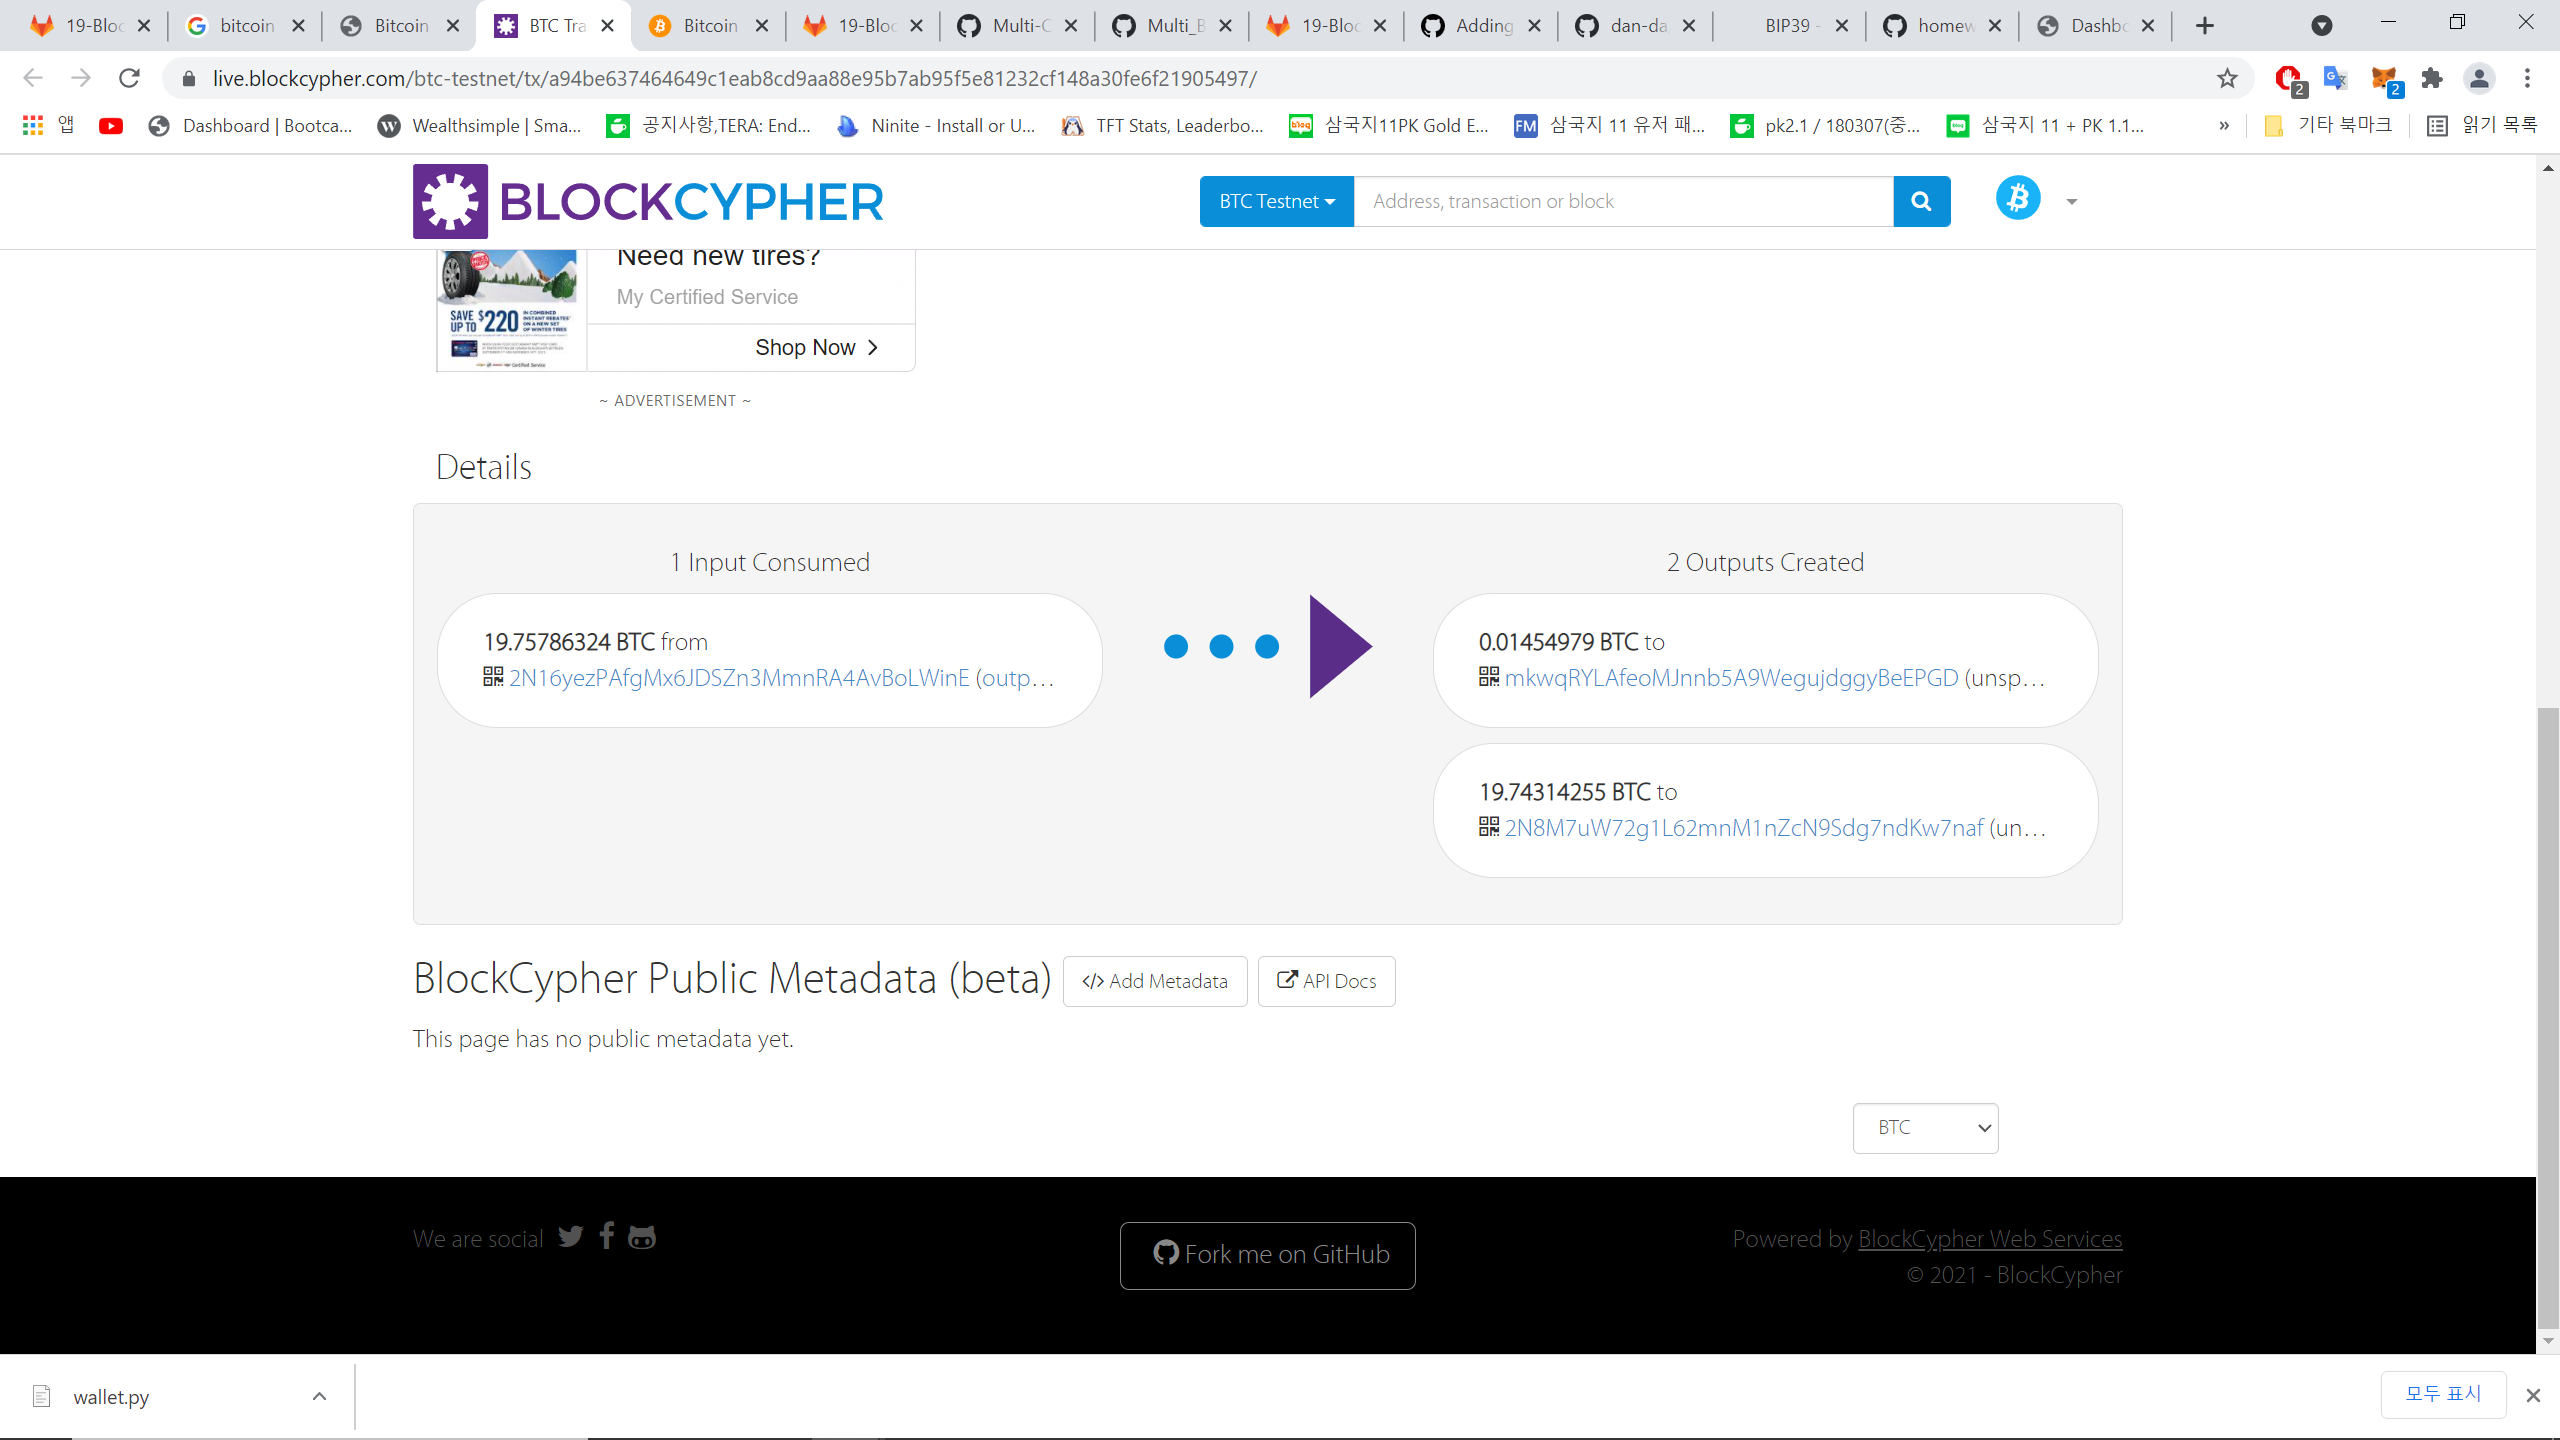 19-Bloc
bitcoin
Bitcoin
BTC Tra
Bitcoin
19-Bloc
Multi-C
Multi_B
19-Bloc
Adding
dan-da
BIP39 -
homew
Dashbo
live.blockcypher.com/btc-testnet/tx/a94be637464649c1eab8cd9aa88e95b7ab95f5e81232cf148a30fe6f21905497/
2
2
앱
Dashboard | Bootca...
Wealthsimple | Sma...
공지사항,TERA: End...
Ninite - Install or U...
TFT Stats, Leaderbo...
삼국지11PK Gold E...
삼국지 11 유저 패...
pk2.1 / 180307(중...
삼국지 11 + PK 1.1...
»
기타 북마크
읽기 목록
BLOCKCYPHER
BTC Testnet
Address, transaction or block
Need new tires?
My Certified Service
SAVE UP TO $220
Shop Now
~ ADVERTISEMENT ~
Details
1 Input Consumed
2 Outputs Created
19.75786324 BTC from
2N16yezPAfgMx6JDSZn3MmnRA4AvBoLWinE (outp...
0.01454979 BTC to
mkwqRYLAfeoMJnnb5A9WegujdggyBeEPGD (unsp...
19.74314255 BTC to
2N8M7uW72g1L62mnM1nZcN9Sdg7ndKw7naf (un...
BlockCypher Public Metadata (beta)
</> Add Metadata
API Docs
This page has no public metadata yet.
BTC
We are social
Fork me on GitHub
Powered by BlockCypher Web Services
© 2021 - BlockCypher
wallet.py
모두 표시